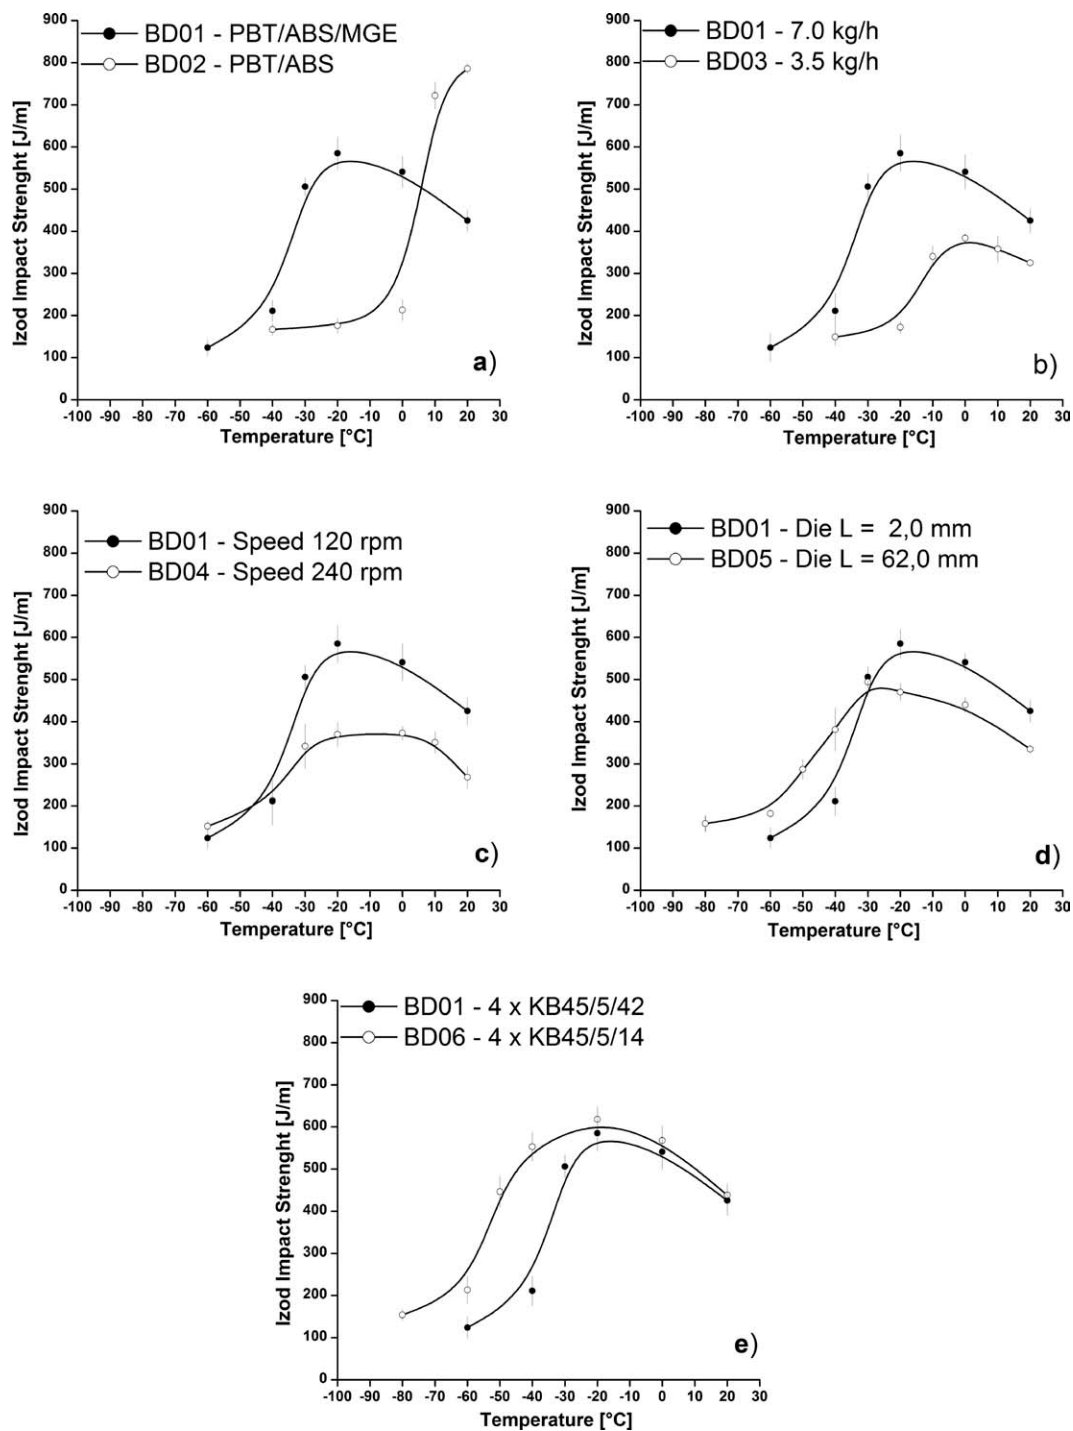 BD01 - PBT/ABS/MGE
BD02 - PBT/ABS
Izod Impact Strenght [J/m]
900
800
700
600
500
400
300
200
100
0
a)
-100 -90 -80 -70 -60 -50 -40 -30 -20 -10 0 10 20 30
Temperature [°C]
BD01 - 7.0 kg/h
BD03 - 3.5 kg/h
Izod Impact Strenght [J/m]
900
800
700
600
500
400
300
200
100
0
b)
-100 -90 -80 -70 -60 -50 -40 -30 -20 -10 0 10 20 30
Temperature [°C]
BD01 - Speed 120 rpm
BD04 - Speed 240 rpm
Izod Impact Strenght [J/m]
900
800
700
600
500
400
300
200
100
0
c)
-100 -90 -80 -70 -60 -50 -40 -30 -20 -10 0 10 20 30
Temperature [°C]
BD01 - Die L = 2,0 mm
BD05 - Die L = 62,0 mm
Izod Impact Strenght [J/m]
900
800
700
600
500
400
300
200
100
0
d)
-100 -90 -80 -70 -60 -50 -40 -30 -20 -10 0 10 20 30
Temperature [°C]
BD01 - 4 x KB45/5/42
BD06 - 4 x KB45/5/14
Izod Impact Strenght [J/m]
900
800
700
600
500
400
300
200
100
0
e)
-100 -90 -80 -70 -60 -50 -40 -30 -20 -10 0 10 20 30
Temperature [°C]